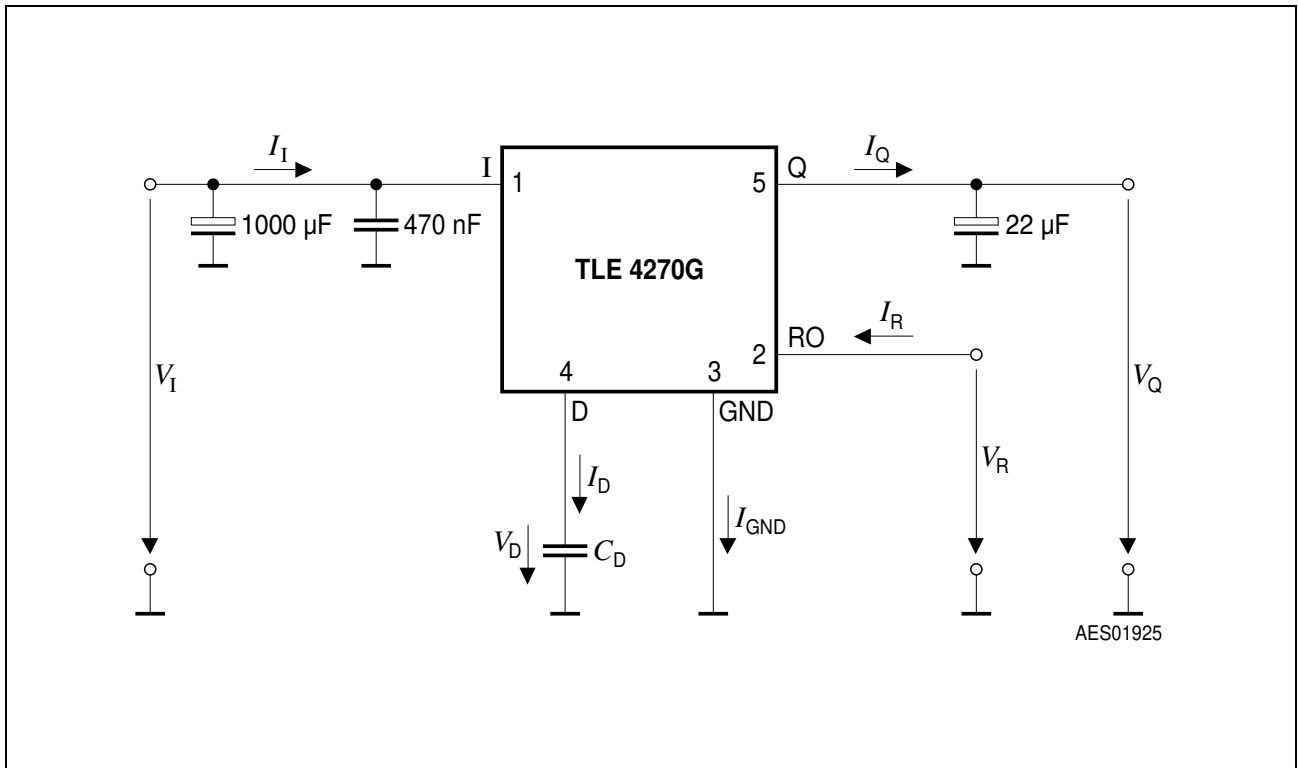 I_I
I
1
1000 µF
470 nF
TLE 4270G
5
Q
I_Q
22 µF
I_R
RO
2
4
3
D
GND
V_I
V_Q
V_R
I_D
I_GND
V_D
C_D
AES01925